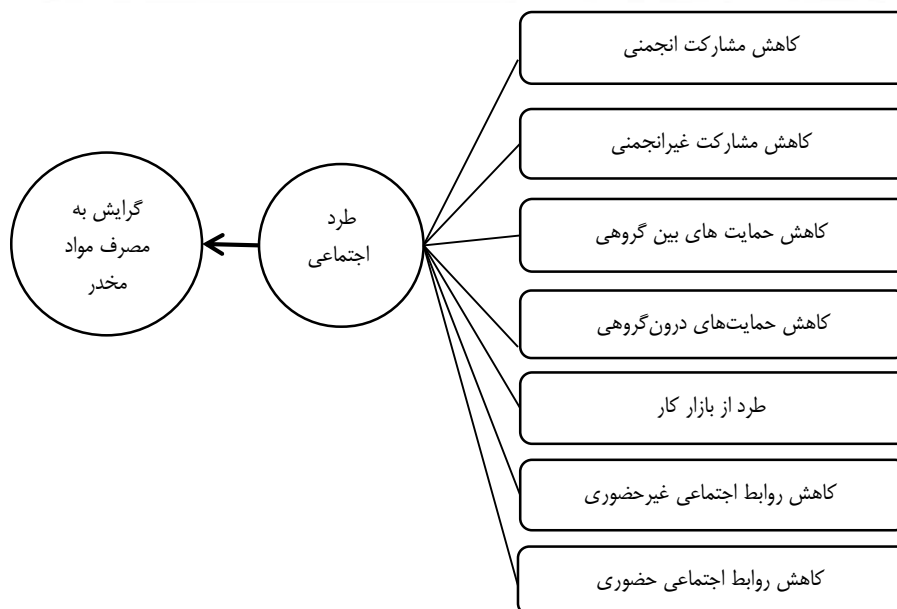 کاهش مشارکت انجمنی
کاهش مشارکت غیرانجمنی
کاهش حمایت های بین گروهی
کاهش حمایت‌های درون‌گروهی
طرد از بازار کار
کاهش روابط اجتماعی غیرحضوری
کاهش روابط اجتماعی حضوری
طرد
اجتماعی
گرایش به
مصرف مواد
مخدر